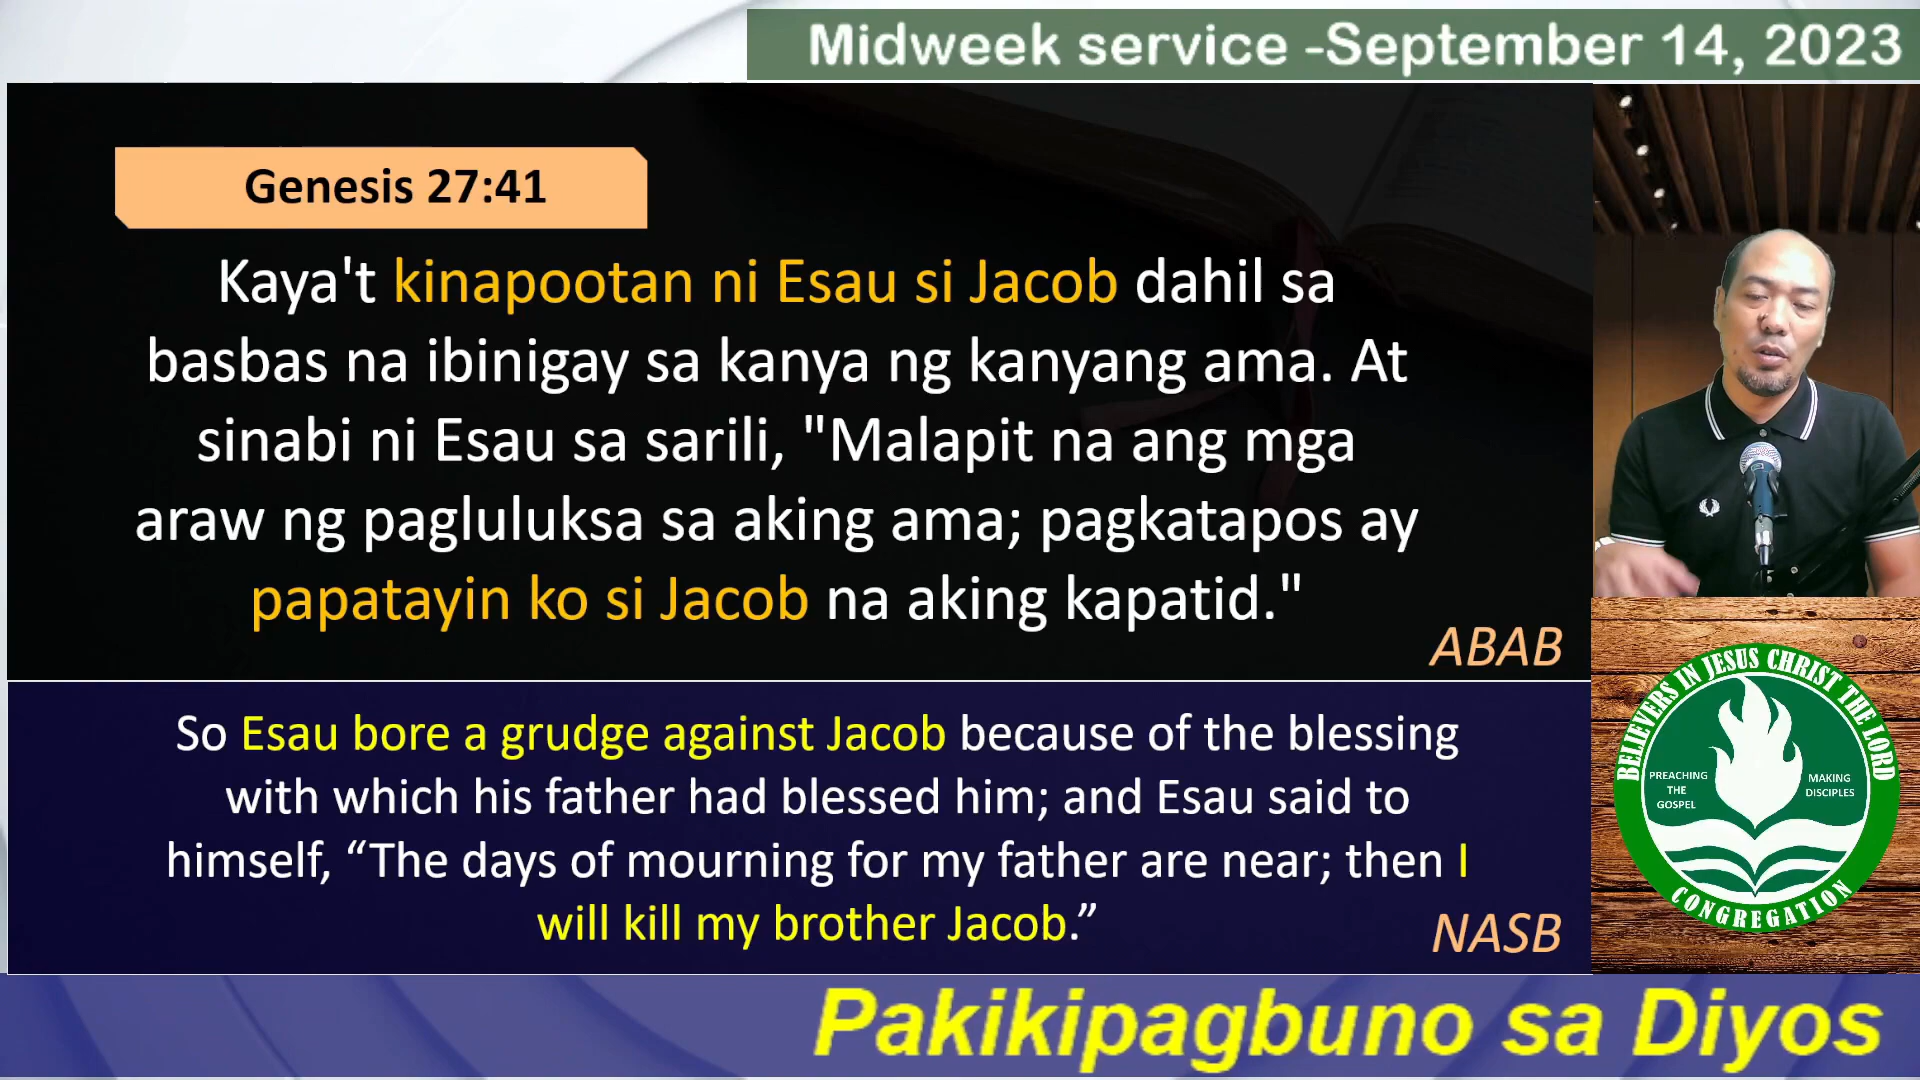 Midweek service -September 14, 2023
Genesis 27:41
Kaya't kinapootan ni Esau si Jacob dahil sa
basbas na ibinigay sa kanya ng kanyang ama. At
sinabi ni Esau sa sarili, "Malapit na ang mga
araw ng pagluluksa sa aking ama; pagkatapos ay
papatayin ko si Jacob na aking kapatid."
ABAB
So Esau bore a grudge against Jacob because of the blessing
with which his father had blessed him; and Esau said to
himself, “The days of mourning for my father are near; then I
will kill my brother Jacob.”
NASB
BELIEVERS IN JESUS CHRIST THE LORD
PREACHING
THE
GOSPEL
MAKING
DISCIPLES
CONGREGATION
Pakikipagbuno sa Diyos